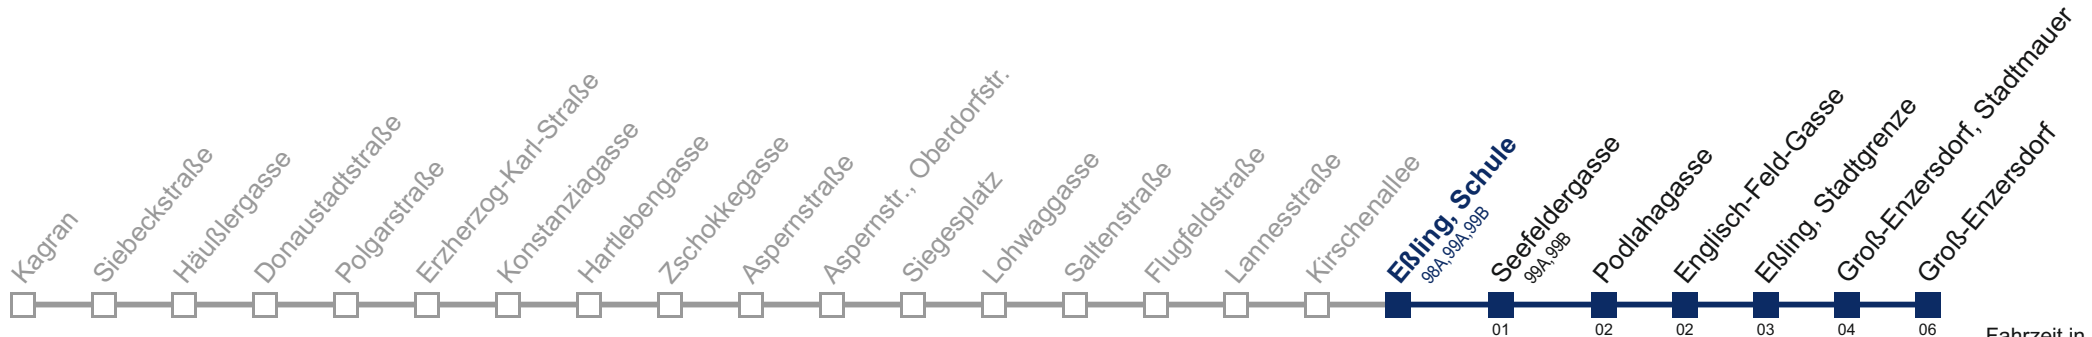 Kagran
Siebeckstraße
Häußlergasse
Donaustadtstraße
Polgarstraße
Erzherzog-Karl-Straße
Konstanziagasse
Hartlebengasse
Zschokkegasse
Aspernstraße
Aspernstr., Oberdorfstr.
Siegesplatz
Lohwaggasse
Saltenstraße
Flugfeldstraße
Lannesstraße
Kirschenallee
Eßling, Schule
98A,99A,99B
Seefeldergasse
99A,99B
Podlahagasse
Englisch-Feld-Gasse
Eßling, Stadtgrenze
Groß-Enzersdorf, Stadtmauer
Groß-Enzersdorf
01 02 02 03 04 06
Fahrzeit in